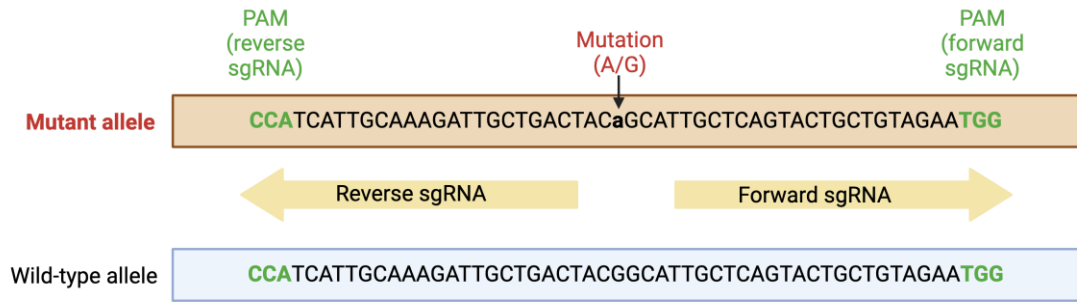 PAM
(reverse
sgRNA)
Mutation
(A/G)
PAM
(forward
sgRNA)
Mutant allele
CCATCATTGCAAAGATTGCTGACTACaGCATTGCTCAGTACTGCTGTAGAATGG
Reverse sgRNA
Forward sgRNA
Wild-type allele
CCATCATTGCAAAGATTGCTGACTACGGCATTGCTCAGTACTGCTGTAGAATGG